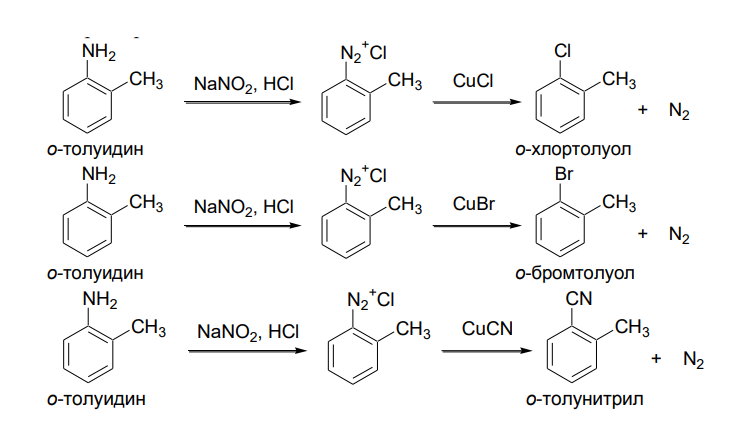 NH₂ CH₃ NaNO₂, HCl N₂⁺Cl CH₃ CuCl Cl CH₃ + N₂
о-толуидин о-хлортолуол
NH₂ CH₃ NaNO₂, HCl N₂⁺Cl CH₃ CuBr Br CH₃ + N₂
о-толуидин о-бромтолуол
NH₂ CH₃ NaNO₂, HCl N₂⁺Cl CH₃ CuCN CN CH₃ + N₂
о-толуидин о-толунитрил